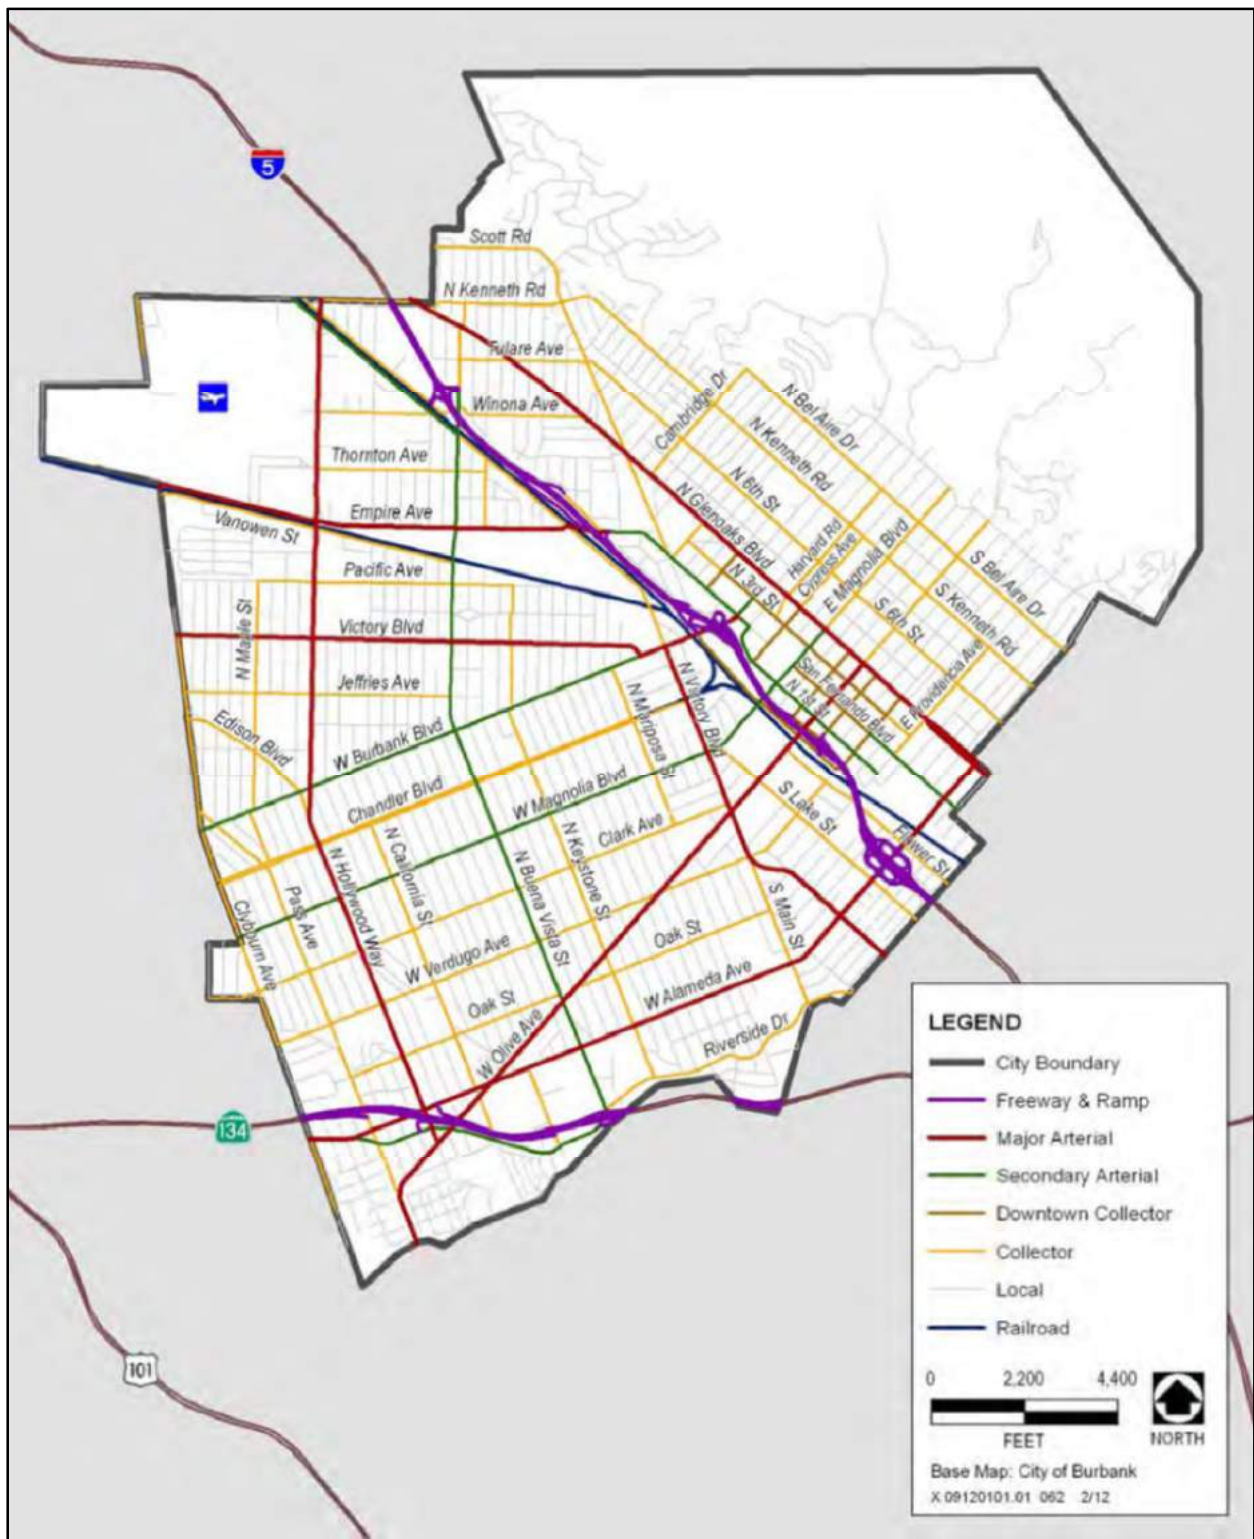 5
Scott Rd
N Kenneth Rd
Tulare Ave
Winona Ave
Cambridge Dr
N Bel Aire Dr
N Kenneth Rd
Thornton Ave
N 6th St
N Glenoaks Blvd
Empire Ave
Vanowen St
Harvard Rd
Cypress Ave
E Magnolia Blvd
N 3rd St
Pacific Ave
S Bel Aire Dr
S Kenneth Rd
S 6th St
N Maple St
Victory Blvd
Jeffries Ave
E Providencia Ave
San Fernando Blvd
N 1st St
N Victory Blvd
N Mariposa St
Edison Blvd
W Burbank Blvd
Chandler Blvd
W Magnolia Blvd
S Lake St
Clark Ave
N Keystone St
N California St
N Hollywood Way
N Buena Vista St
Flower St
Pass Ave
Clybourn Ave
S Main St
W Verdugo Ave
Oak St
Oak St
W Alameda Ave
W Olive Ave
Riverside Dr
134
101
LEGEND
City Boundary
Freeway & Ramp
Major Arterial
Secondary Arterial
Downtown Collector
Collector
Local
Railroad
0 2,200 4,400
FEET
NORTH
Base Map: City of Burbank
X 09120101.01 062 2/12